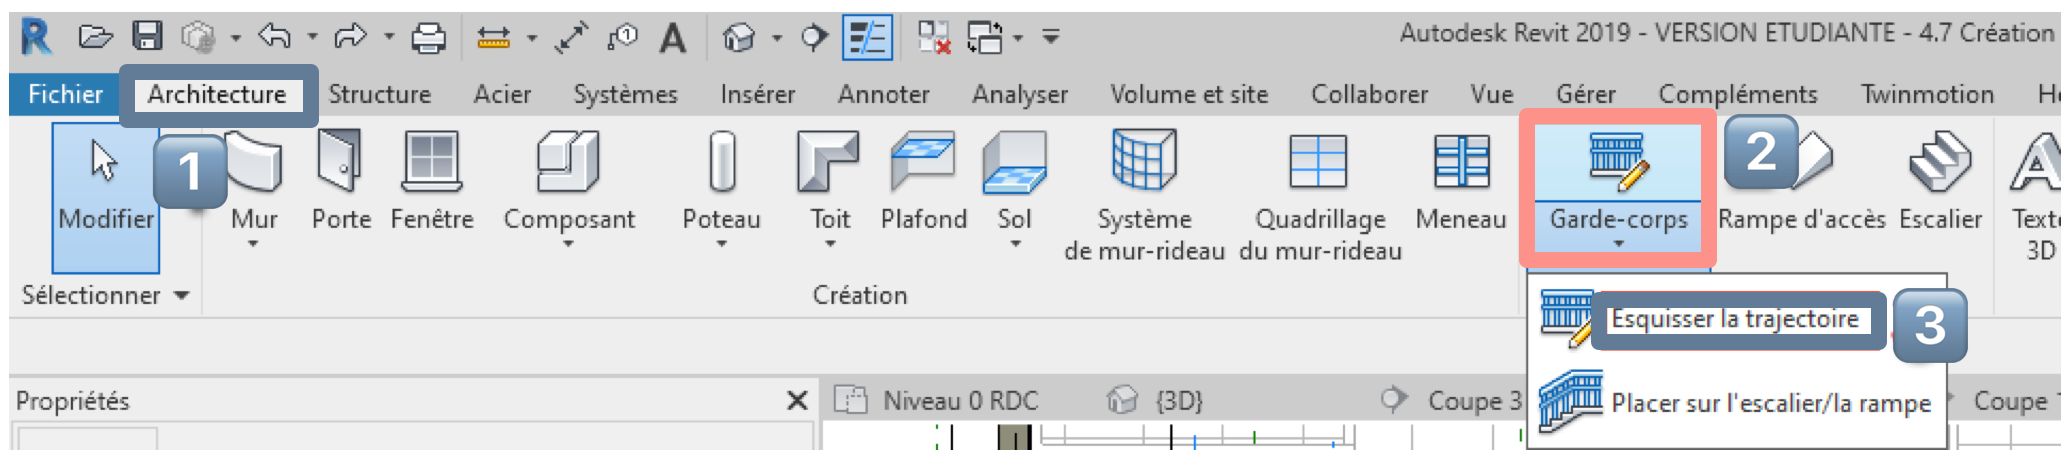 Autodesk Revit 2019 - VERSION ETUDIANTE - 4.7 Création
Fichier Architecture Structure Acier Systèmes Insérer Annoter Analyser Volume et site Collaborer Vue Gérer Compléments Twinmotion
1 2
Modifier Mur Porte Fenêtre Composant Poteau Toit Plafond Sol Système de mur-rideau Quadrillage du mur-rideau Meneau Garde-corps Rampe d'accès Escalier Texte 3D
Sélectionner Création
Esquisser la trajectoire 3
Placer sur l'escalier/la rampe
Propriétés Niveau 0 RDC {3D} Coupe 3 Coupe